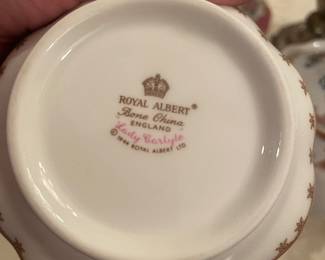 ROYAL ALBERT®
Bone China
ENGLAND
Lady Carlyle
© 1944 ROYAL ALBERT LTD